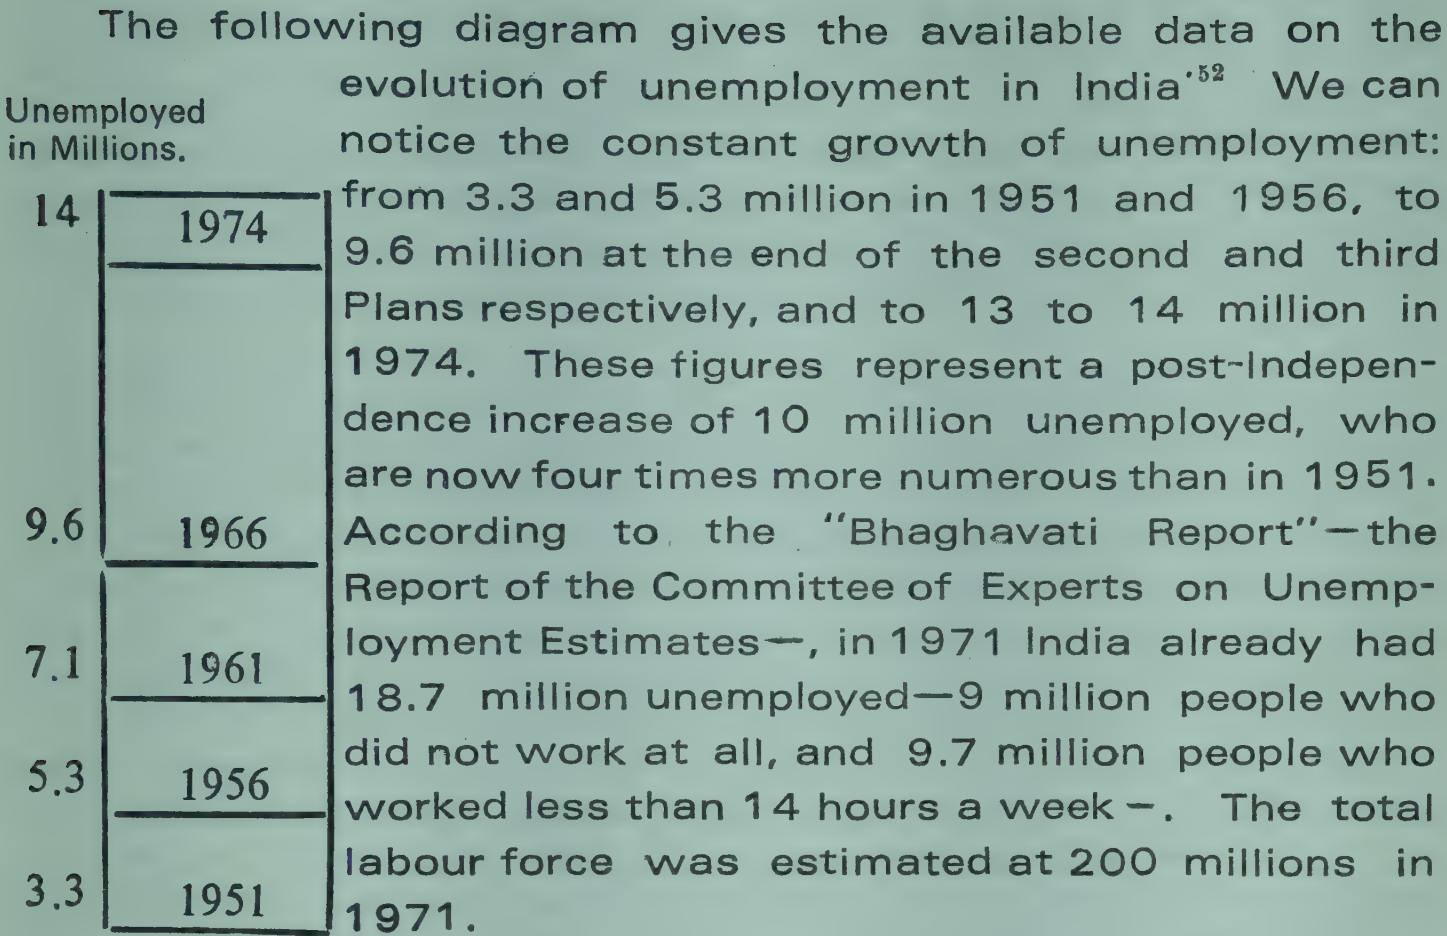 The following diagram gives the available data on the
evolution of unemployment in India'52 We can
notice the constant growth of unemployment:
from 3.3 and 5.3 million in 1951 and 1956, to
9.6 million at the end of the second and third
Plans respectively, and to 13 to 14 million in
1974. These figures represent a post-Indepen-
dence increase of 10 million unemployed, who
are now four times more numerous than in 1951.
According to the "Bhaghavati Report"—the
Report of the Committee of Experts on Unemp-
loyment Estimates—, in 1971 India already had
18.7 million unemployed—9 million people who
did not work at all, and 9.7 million people who
worked less than 14 hours a week —. The total
labour force was estimated at 200 millions in
1971.
Unemployed
in Millions.
14 1974
9.6 1966
7.1 1961
5.3 1956
3.3 1951